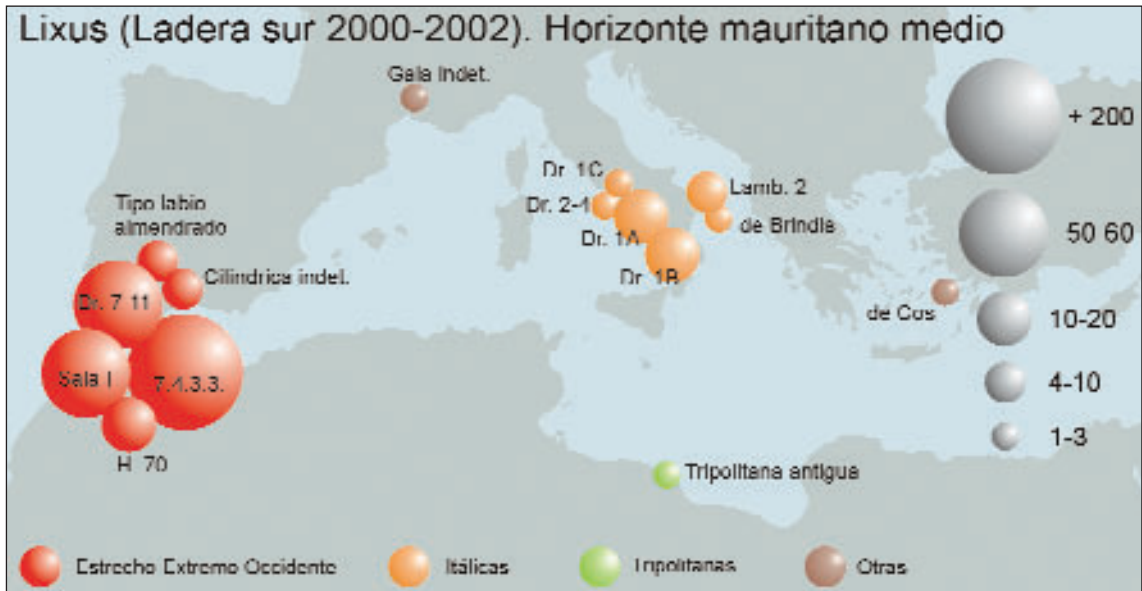 Lixus (Ladera sur 2000-2002). Horizonte mauritano medio
Gala Indet.
+ 200
Dr. 1C
Lamb. 2
Tipo labio
almendrado
Dr. 2-4
de Brindis
50 60
Dr. 1A
Cilíndrica indet.
Dr. 1B
Dr. 7 11
de Cos
10-20
Sala I
7.4.3.3.
4-10
1-3
H 70
Tripolitana antigua
Estrecho Extremo Occidente
Itálicas
Tripolitanas
Otras